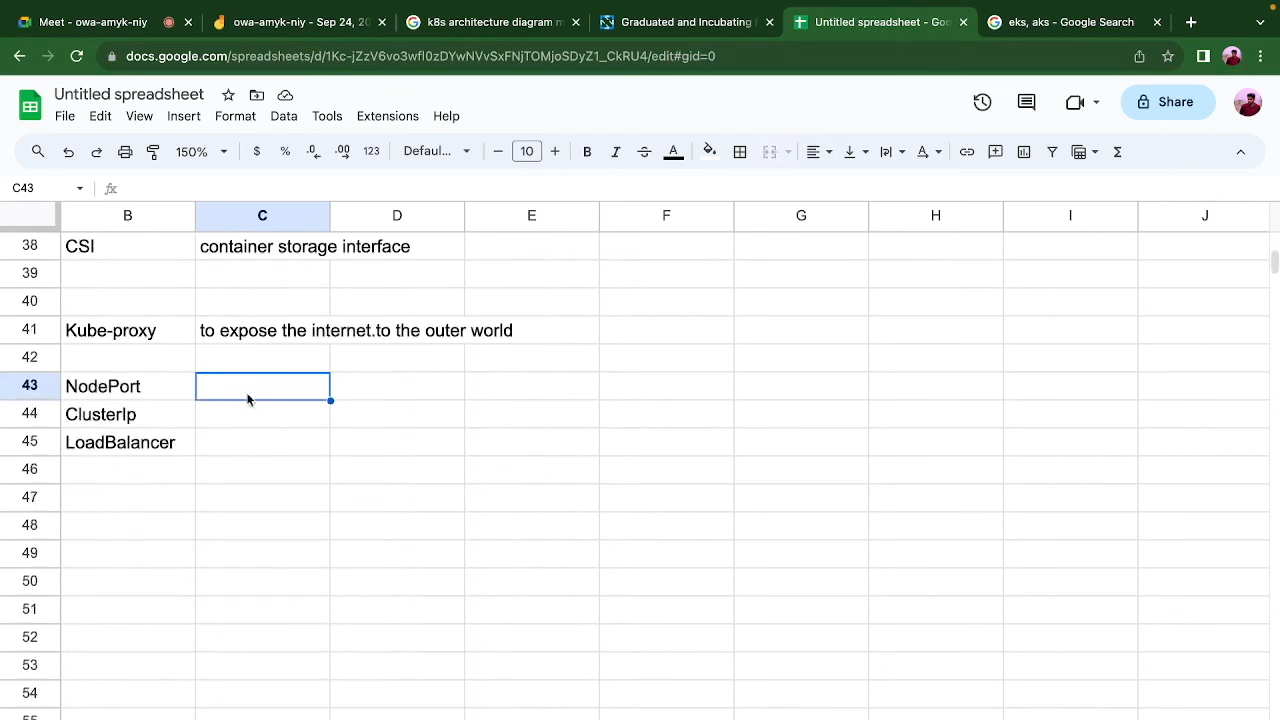 Meet - owa-amyk-niy
owa-amyk-niy - Sep 24, 20
k8s architecture diagram m
Graduated and Incubating
Untitled spreadsheet - Goo
eks, aks - Google Search
docs.google.com/spreadsheets/d/1Kc-jZzV6vo3wfl0zDYwNVvSxFNjTOMjoSDyZ1_CkRU4/edit#gid=0
Untitled spreadsheet
File Edit View Insert Format Data Tools Extensions Help
Share
150% $ % .0 .00 123 Defaul... - 10 + B I S A Σ
C43 fx
B C D E F G H I J
38 CSI container storage interface
39
40
41 Kube-proxy to expose the internet.to the outer world
42
43 NodePort
44 ClusterIp
45 LoadBalancer
46
47
48
49
50
51
52
53
54
55